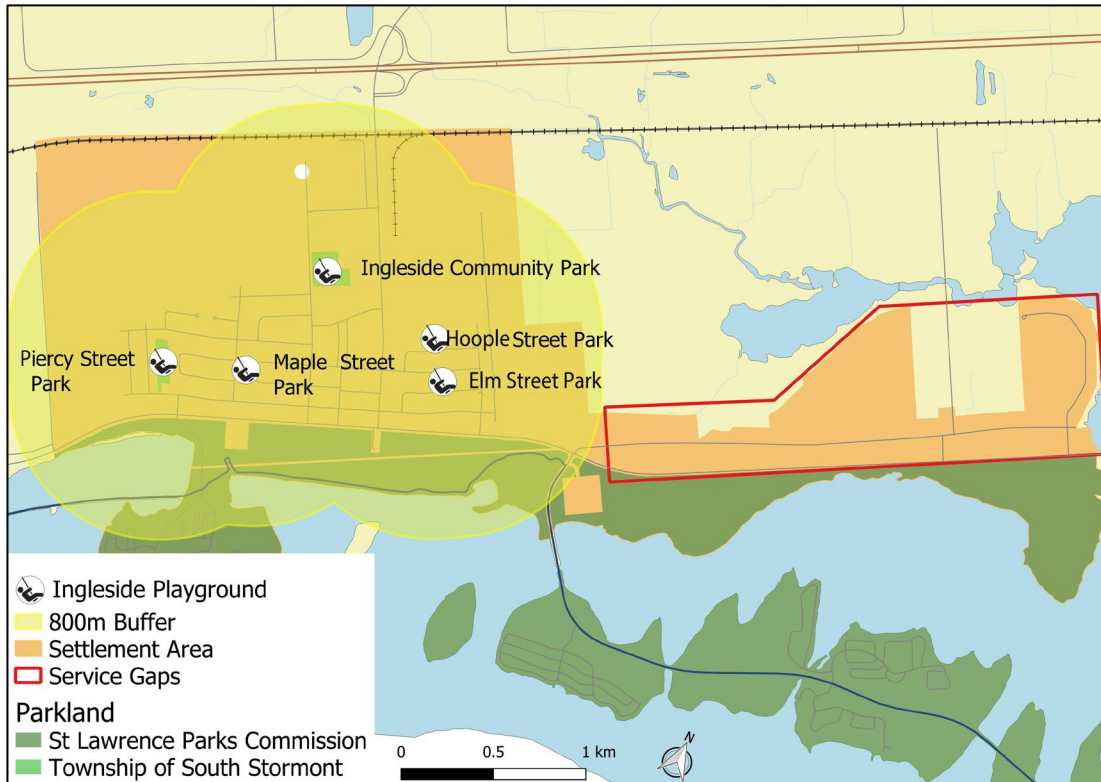 Ingleside Community Park
Hoople Street Park
Piercy Street
Park
Maple Street
Park
Elm Street Park
Ingleside Playground
800m Buffer
Settlement Area
Service Gaps
Parkland
St Lawrence Parks Commission
Township of South Stormont
0 0.5 1 km
N